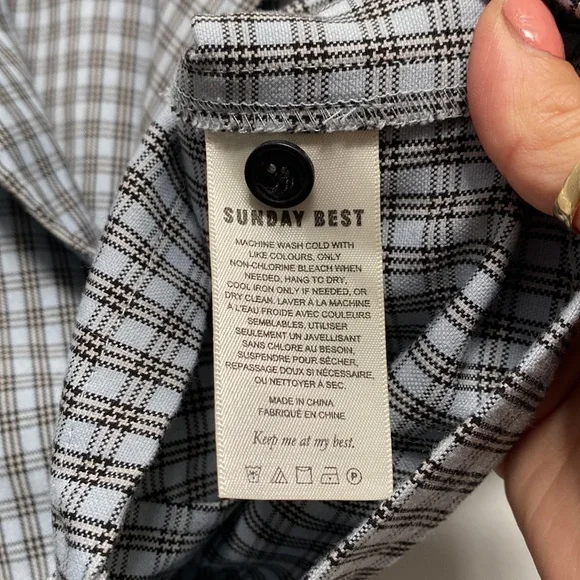 SUNDAY BEST
MACHINE WASH COLD WITH
LIKE COLOURS, ONLY
NON-CHLORINE BLEACH WHEN
NEEDED, HANG TO DRY,
COOL IRON ONLY IF NEEDED, OR
DRY CLEAN. LAVER À LA MACHINE
À L'EAU FROIDE AVEC COULEURS
SEMBLABLES, UTILISER
SEULEMENT UN JAVELLISANT
SANS CHLORE AU BESOIN,
SUSPENDRE POUR SÉCHER,
REPASSAGE DOUX SI NÉCESSAIRE,
OU NETTOYER À SEC.
MADE IN CHINA
FABRIQUÉ EN CHINE
Keep me at my best.
P